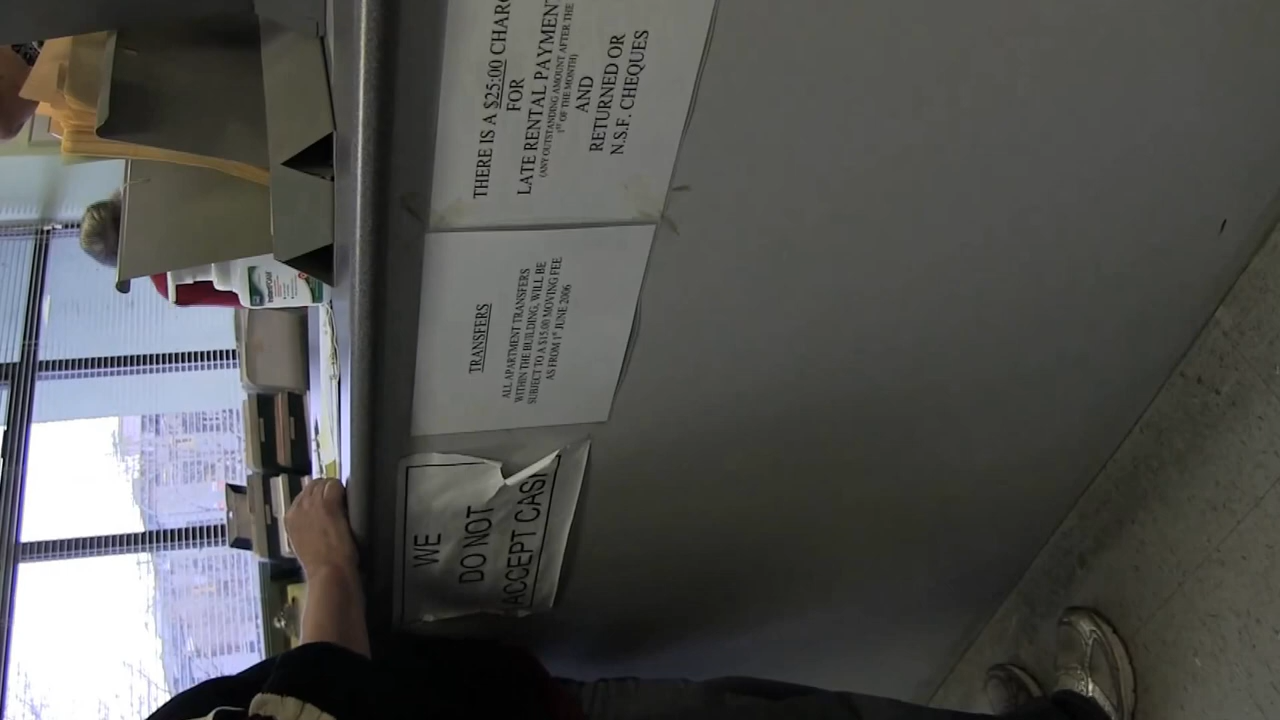 WE
DO NOT
ACCEPT CASH
TRANSFERS
ALL APARTMENT TRANSFERS
WITHIN THE BUILDING, WILL BE
SUBJECT TO A $15.00 MOVING FEE
AS FROM 1ST JUNE 2006
THERE IS A $25:00 CHARG
FOR
LATE RENTAL PAYMENT
(ANY OUTSTANDING AMOUNT AFTER THE
1ST OF THE MONTH)
AND
RETURNED OR
N.S.F. CHEQUES